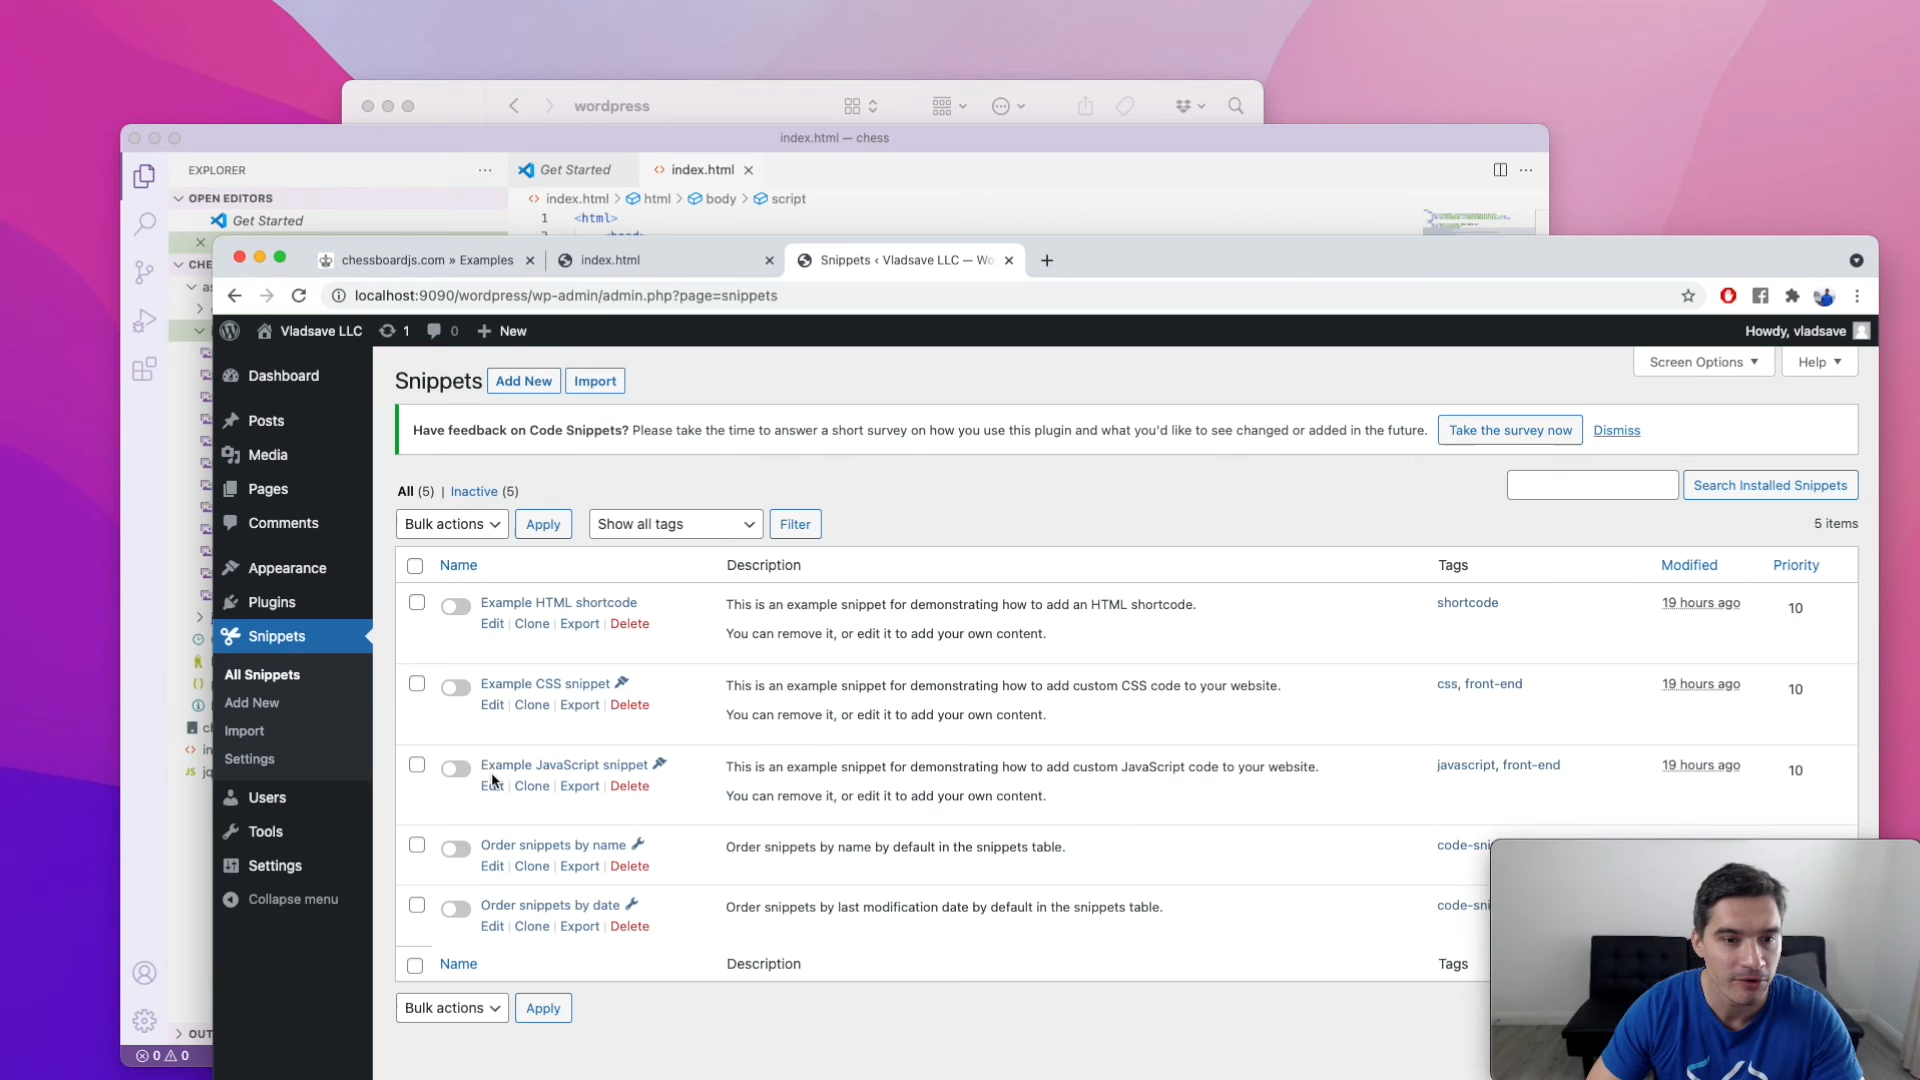 wordpress
index.html — chess
EXPLORER
Get Started
index.html
OPEN EDITORS
index.html > html > body > script
Get Started
1 <html>
CHE
chessboardjs.com » Examples
index.html
Snippets ‹ Vladsave LLC — Wo
localhost:9090/wordpress/wp-admin/admin.php?page=snippets
Vladsave LLC
1
0
New
Howdy, vladsave
Dashboard
Posts
Media
Pages
Comments
Appearance
Plugins
Snippets
All Snippets
Add New
Import
Settings
Users
Tools
Settings
Collapse menu
Snippets
Add New
Import
Screen Options
Help
Have feedback on Code Snippets? Please take the time to answer a short survey on how you use this plugin and what you'd like to see changed or added in the future.
Take the survey now
Dismiss
All (5) | Inactive (5)
Search Installed Snippets
Bulk actions
Apply
Show all tags
Filter
5 items
Name
Description
Tags
Modified
Priority
Example HTML shortcode
Edit | Clone | Export | Delete
This is an example snippet for demonstrating how to add an HTML shortcode.
You can remove it, or edit it to add your own content.
shortcode
19 hours ago
10
Example CSS snippet
Edit | Clone | Export | Delete
This is an example snippet for demonstrating how to add custom CSS code to your website.
You can remove it, or edit it to add your own content.
css, front-end
19 hours ago
10
Example JavaScript snippet
Edit | Clone | Export | Delete
This is an example snippet for demonstrating how to add custom JavaScript code to your website.
You can remove it, or edit it to add your own content.
javascript, front-end
19 hours ago
10
Order snippets by name
Edit | Clone | Export | Delete
Order snippets by name by default in the snippets table.
code-sni
Order snippets by date
Edit | Clone | Export | Delete
Order snippets by last modification date by default in the snippets table.
code-sni
Name
Description
Tags
Bulk actions
Apply
OUT
0
0